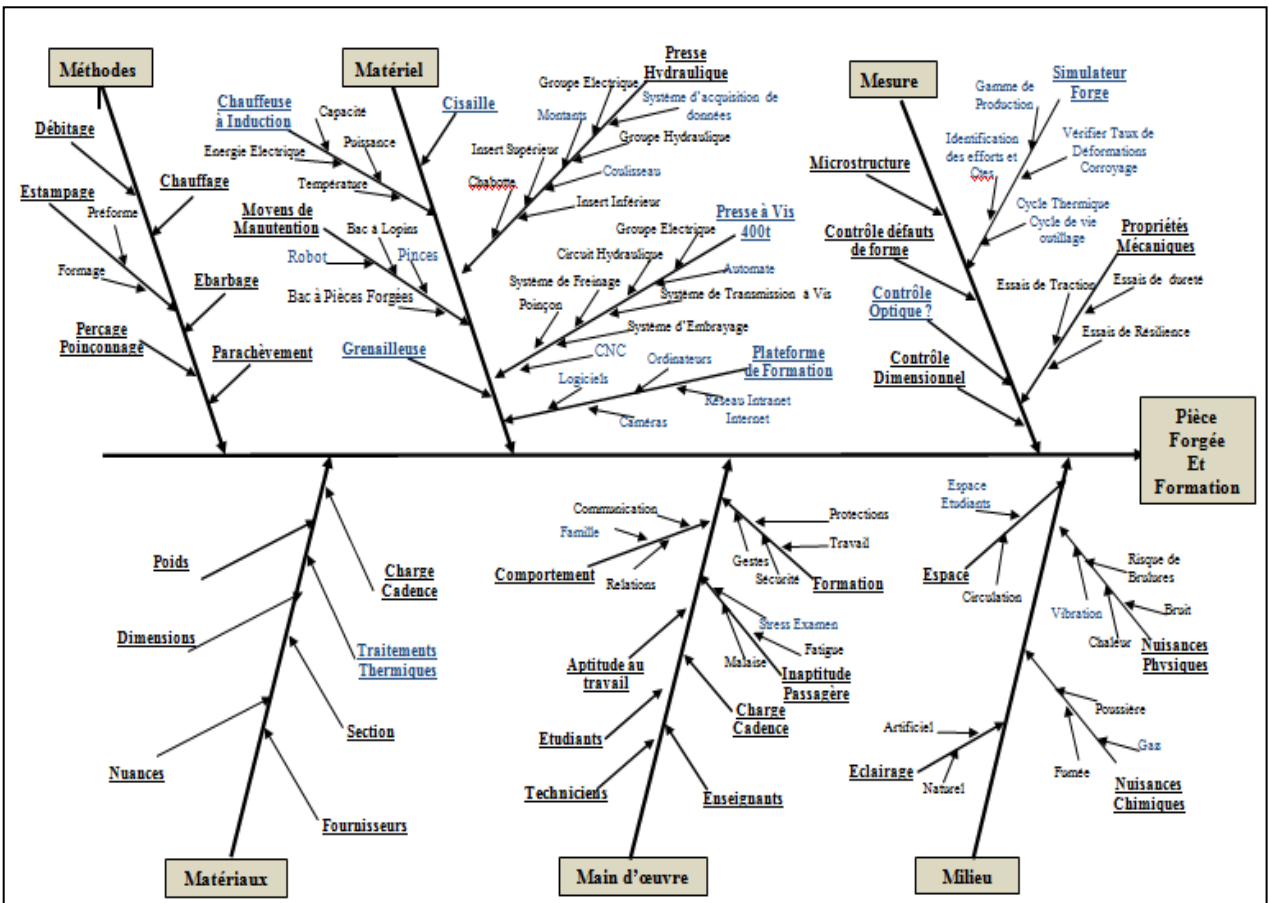 Méthodes
Débitage
Chauffage
Estampage
Préforme
Formage
Ebarbage
Perçage
Poinçonnage
Parachèvement
Matériel
Chauffeuse
à Induction
Capacité
Puissance
Energie Electrique
Température
Cisaille
Moyens de
Manutention
Bac à Lopins
Robot
Pinces
Bac à Pièces Forgées
Grenailleuse
Presse
Hydraulique
Groupe Electrique
Système d'acquisition de
données
Montants
Groupe Hydraulique
Insert Supérieur
Coulisseau
Chabotte
Insert Inférieur
Presse à Vis
400t
Groupe Electrique
Circuit Hydraulique
Automate
Système de Freinage
Système de Transmission à Vis
Poinçon
Système d'Embrayage
CNC
Plateforme
de Formation
Ordinateurs
Logiciels
Réseau Intranet
Internet
Caméras
Mesure
Microstructure
Contrôle défauts
de forme
Contrôle
Optique ?
Contrôle
Dimensionnel
Simulateur
Forge
Gamme de
Production
Identification
des efforts et
Ctes
Vérifier Taux de
Déformations
Corroyage
Cycle Thermique
Cycle de vie
outillage
Propriétés
Mécaniques
Essais de Traction
Essais de dureté
Essais de Résilience
Pièce
Forgée
Et
Formation
Poids
Charge
Cadence
Dimensions
Traitements
Thermiques
Section
Nuances
Fournisseurs
Matériaux
Communication
Famille
Comportement
Relations
Protections
Travail
Gestes
Sécurité
Formation
Stress Examen
Fatigue
Malaise
Inaptitude
Passagère
Aptitude au
travail
Charge
Cadence
Etudiants
Techniciens
Enseignants
Main d'œuvre
Espace
Etudiants
Espace
Circulation
Risque de
Brulures
Bruit
Vibration
Chaleur
Nuisances
Physiques
Poussière
Gaz
Fumée
Nuisances
Chimiques
Artificiel
Eclairage
Naturel
Milieu